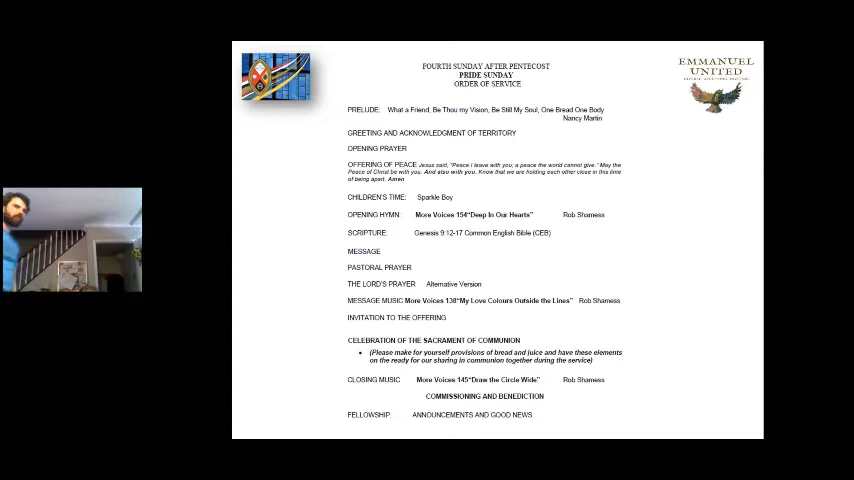 FOURTH SUNDAY AFTER PENTECOST
PRIDE SUNDAY
ORDER OF SERVICE
EMMANUEL
UNITED
DIVERSE, ACCEPTING, INVITING
PRELUDE: What a Friend, Be Thou my Vision, Be Still My Soul, One Bread One Body
Nancy Martin
GREETING AND ACKNOWLEDGMENT OF TERRITORY
OPENING PRAYER
OFFERING OF PEACE Jesus said, "Peace I leave with you, a peace the world cannot give." May the
Peace of Christ be with you. And also with you. Know that we are holding each other close in this time
of being apart. Amen
CHILDREN'S TIME: Sparkle Boy
OPENING HYMN: More Voices 154"Deep In Our Hearts" Rob Shamess
SCRIPTURE: Genesis 9:12-17 Common English Bible (CEB)
MESSAGE
PASTORAL PRAYER
THE LORD'S PRAYER Alternative Version
MESSAGE MUSIC More Voices 138"My Love Colours Outside the Lines" Rob Shamess
INVITATION TO THE OFFERING
CELEBRATION OF THE SACRAMENT OF COMMUNION
• (Please make for yourself provisions of bread and juice and have these elements
on the ready for our sharing in communion together during the service)
CLOSING MUSIC More Voices 145"Draw the Circle Wide" Rob Shamess
COMMISSIONING AND BENEDICTION
FELLOWSHIP: ANNOUNCEMENTS AND GOOD NEWS